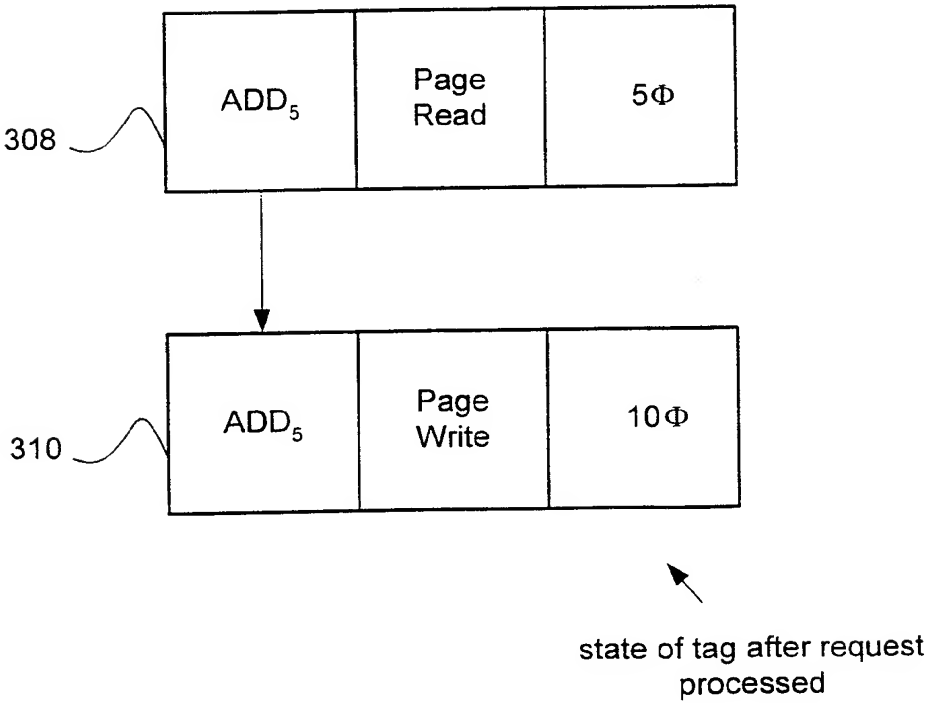 308
ADD₅
Page
Read
5Φ
310
ADD₅
Page
Write
10Φ
state of tag after request
processed